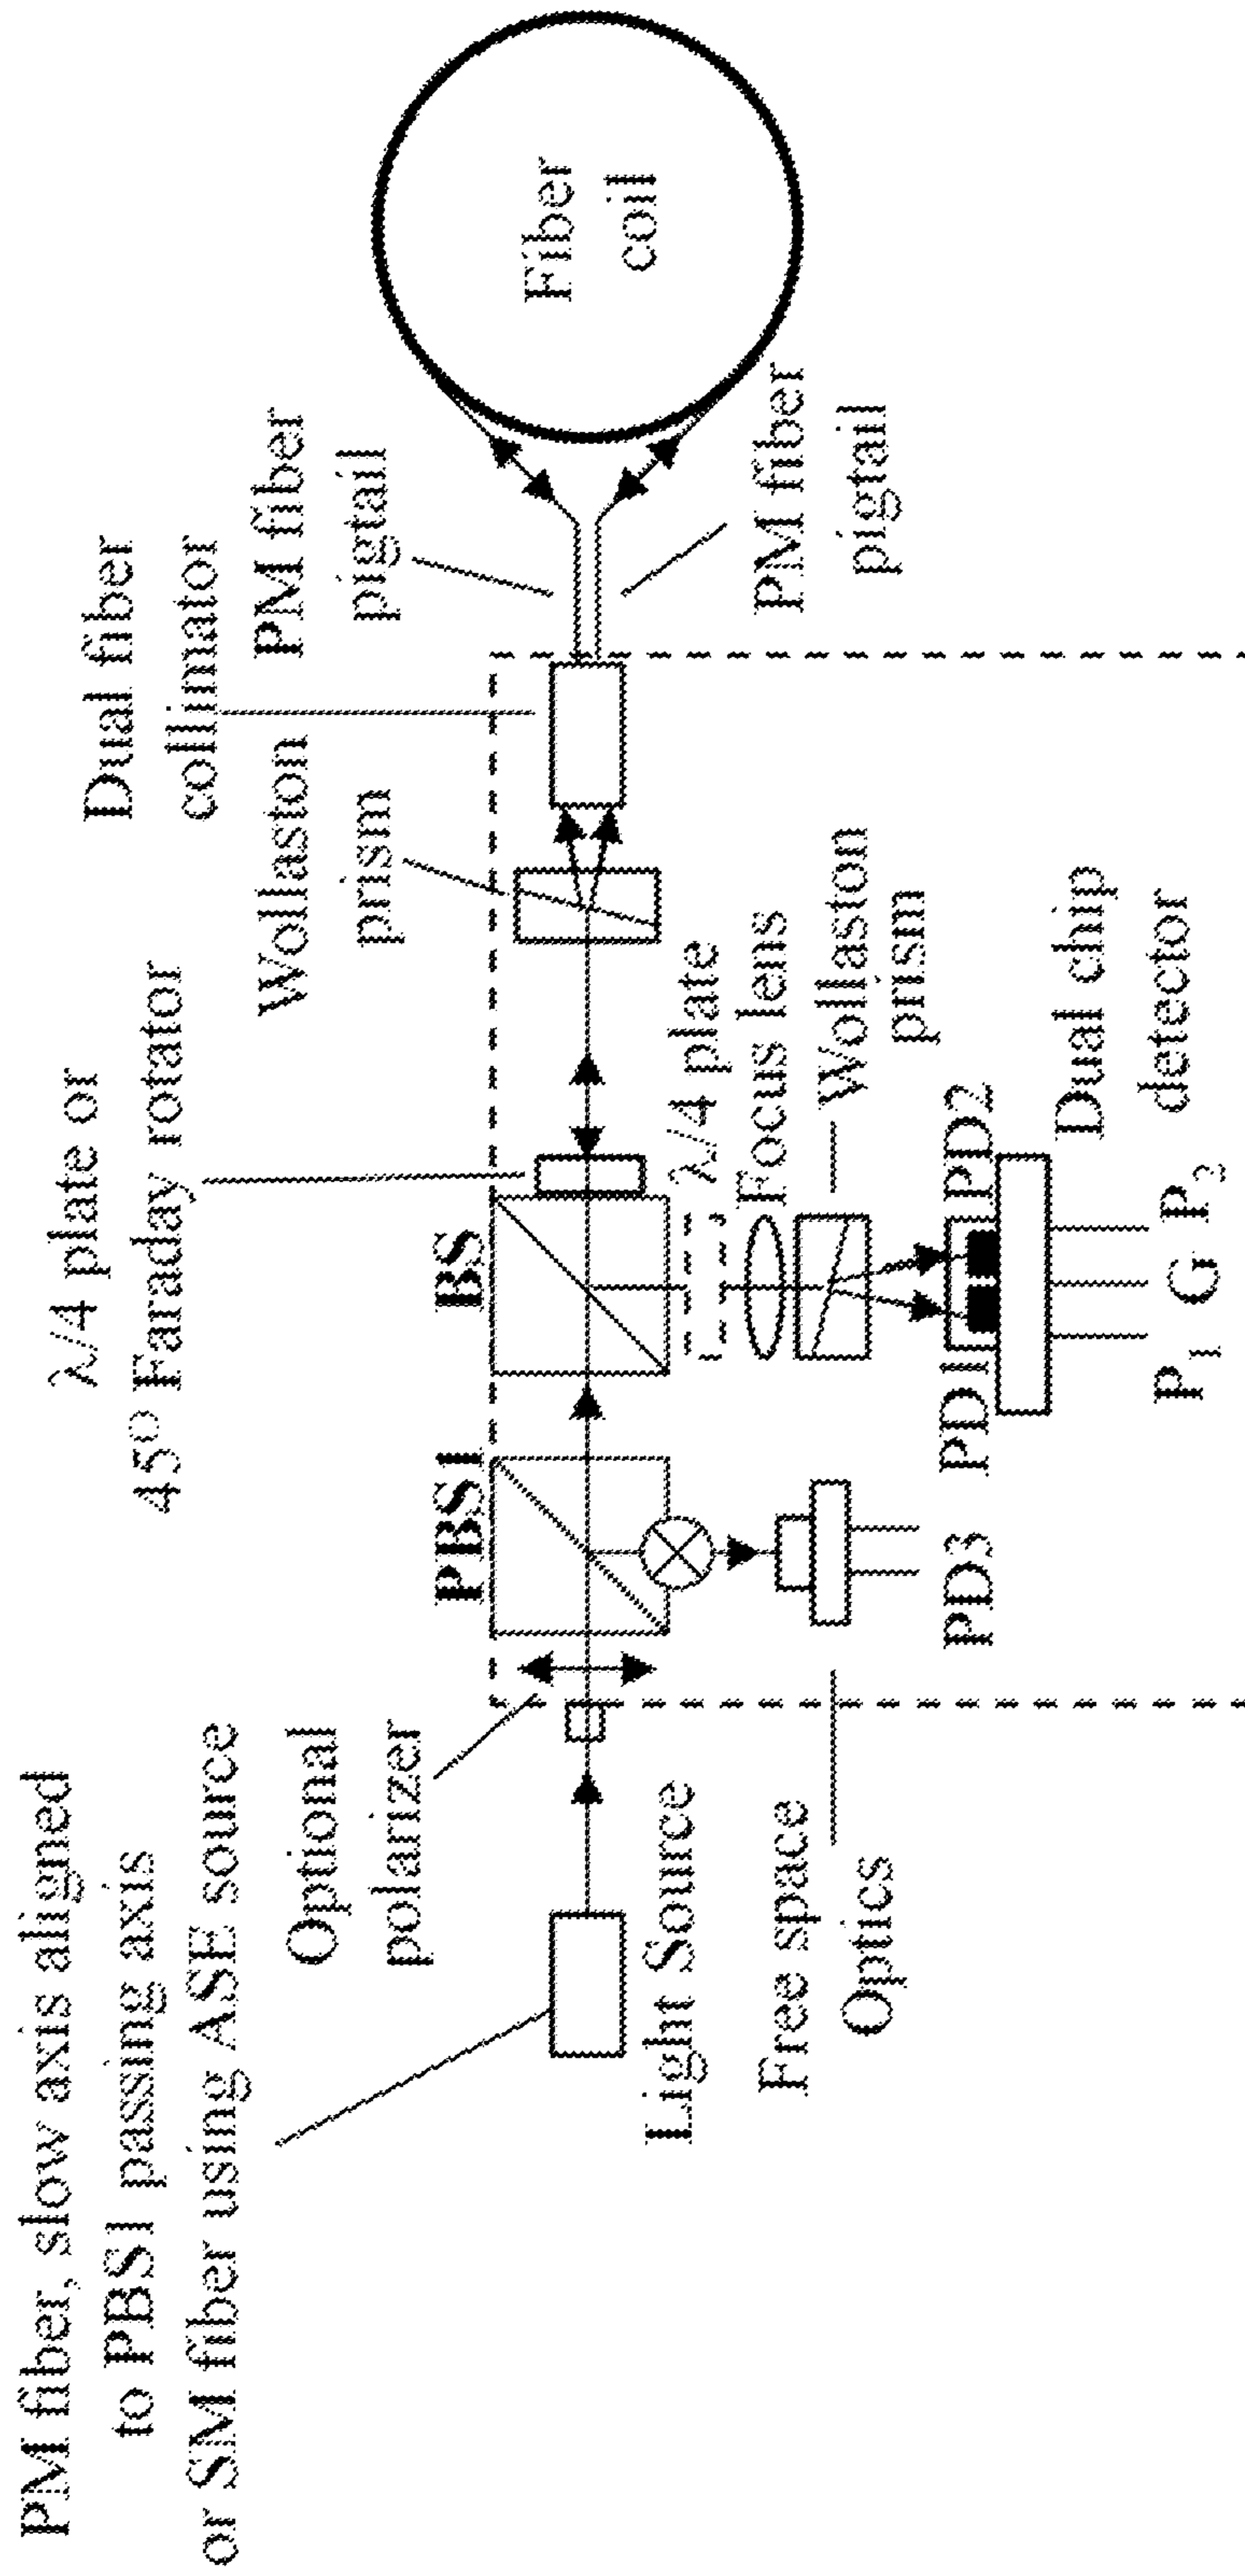 PM fiber, slow axis aligned
to PBS1 passing axis
or SM fiber using ASE source
Optional
polarizer
Light Source
Free space
Optics
PBS1
PD3
λ/4 plate or
45° Faraday rotator
BS
λ/4 plate
Focus lens
Wollaston
prism
PD1
PD2
Dual chip
detector
P1 G P3
Wollaston
prism
Dual fiber
collimator
PM fiber
pigtail
PM fiber
pigtail
Fiber
coil